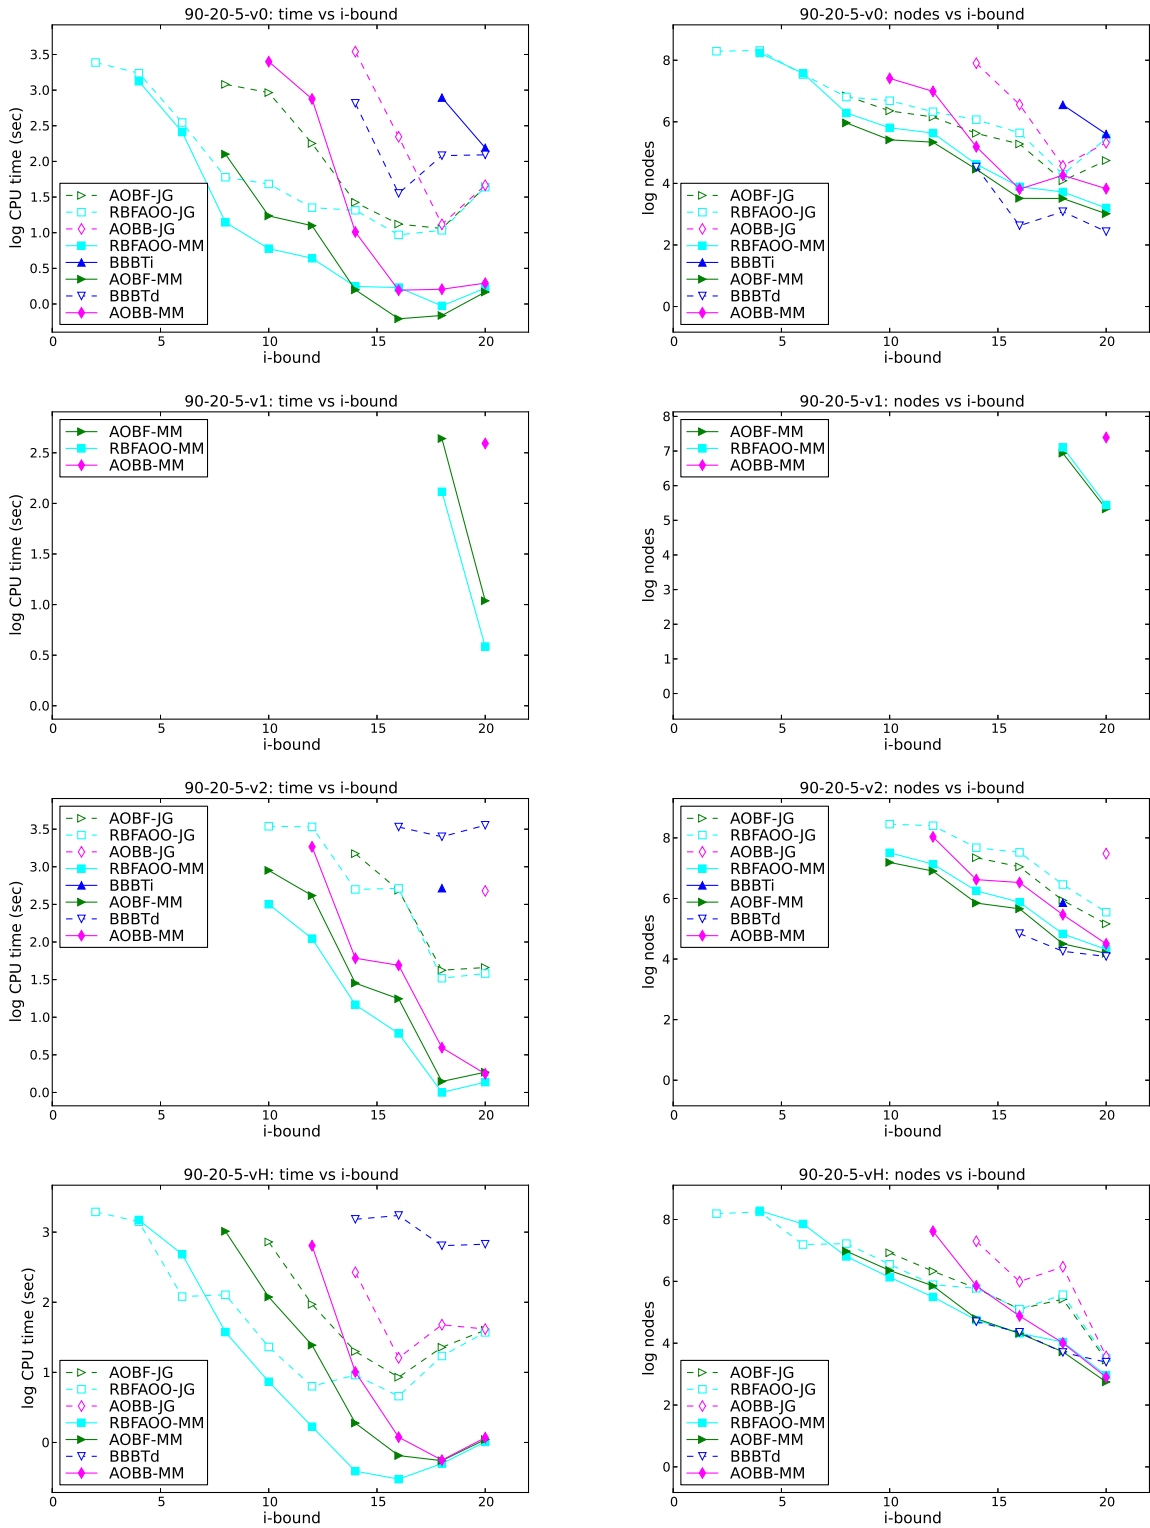 90-20-5-v0: time vs i-bound
3.5
3.0
2.5
2.0
1.5
1.0
0.5
0.0
log CPU time (sec)
AOBF-JG
RBFAOO-JG
AOBB-JG
RBFAOO-MM
BBBTi
AOBF-MM
BBBTd
AOBB-MM
0 5 10 15 20
i-bound
90-20-5-v0: nodes vs i-bound
8
6
4
2
0
log nodes
AOBF-JG
RBFAOO-JG
AOBB-JG
RBFAOO-MM
BBBTi
AOBF-MM
BBBTd
AOBB-MM
0 5 10 15 20
i-bound
90-20-5-v1: time vs i-bound
2.5
2.0
1.5
1.0
0.5
0.0
log CPU time (sec)
AOBF-MM
RBFAOO-MM
AOBB-MM
0 5 10 15 20
i-bound
90-20-5-v1: nodes vs i-bound
8
7
6
5
4
3
2
1
0
log nodes
AOBF-MM
RBFAOO-MM
AOBB-MM
0 5 10 15 20
i-bound
90-20-5-v2: time vs i-bound
3.5
3.0
2.5
2.0
1.5
1.0
0.5
0.0
log CPU time (sec)
AOBF-JG
RBFAOO-JG
AOBB-JG
RBFAOO-MM
BBBTi
AOBF-MM
BBBTd
AOBB-MM
0 5 10 15 20
i-bound
90-20-5-v2: nodes vs i-bound
8
6
4
2
0
log nodes
AOBF-JG
RBFAOO-JG
AOBB-JG
RBFAOO-MM
BBBTi
AOBF-MM
BBBTd
AOBB-MM
0 5 10 15 20
i-bound
90-20-5-vH: time vs i-bound
3
2
1
0
log CPU time (sec)
AOBF-JG
RBFAOO-JG
AOBB-JG
RBFAOO-MM
AOBF-MM
BBBTd
AOBB-MM
0 5 10 15 20
i-bound
90-20-5-vH: nodes vs i-bound
8
6
4
2
0
log nodes
AOBF-JG
RBFAOO-JG
AOBB-JG
RBFAOO-MM
AOBF-MM
BBBTd
AOBB-MM
0 5 10 15 20
i-bound